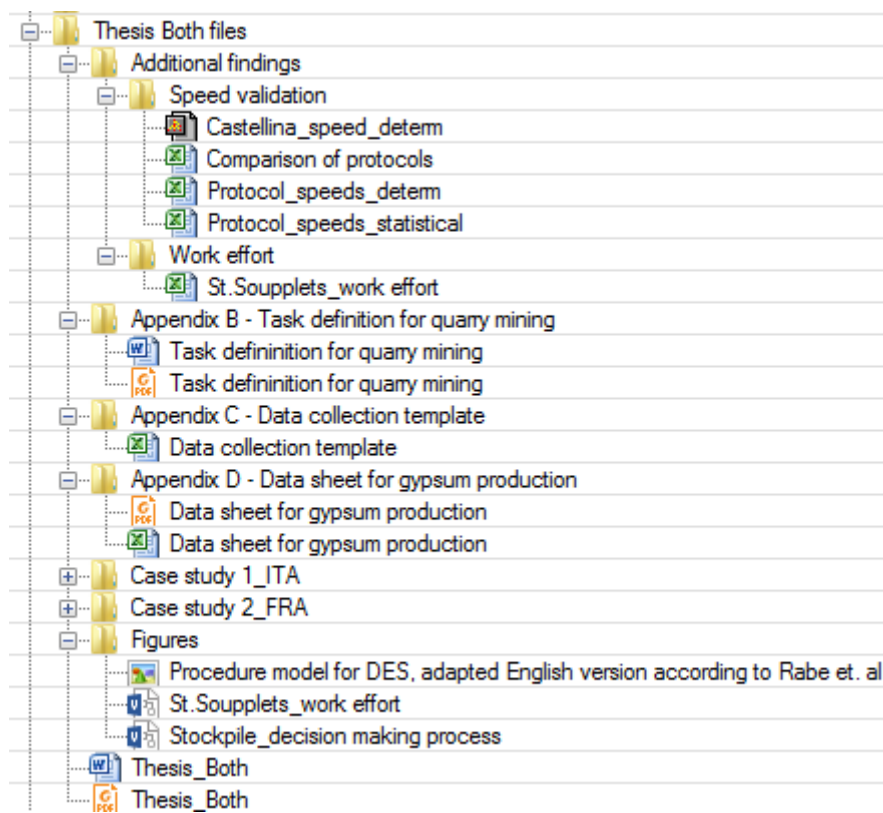 Thesis Both files
Additional findings
Speed validation
Castellina_speed_determ
Comparison of protocols
Protocol_speeds_determ
Protocol_speeds_statistical
Work effort
St.Soupplets_work effort
Appendix B - Task definition for quarry mining
Task defininition for quarry mining
PDF Task defininition for quarry mining
Appendix C - Data collection template
Data collection template
Appendix D - Data sheet for gypsum production
PDF Data sheet for gypsum production
Data sheet for gypsum production
Case study 1_ITA
Case study 2_FRA
Figures
Procedure model for DES, adapted English version according to Rabe et. al
St.Soupplets_work effort
Stockpile_decision making process
Thesis_Both
PDF Thesis_Both